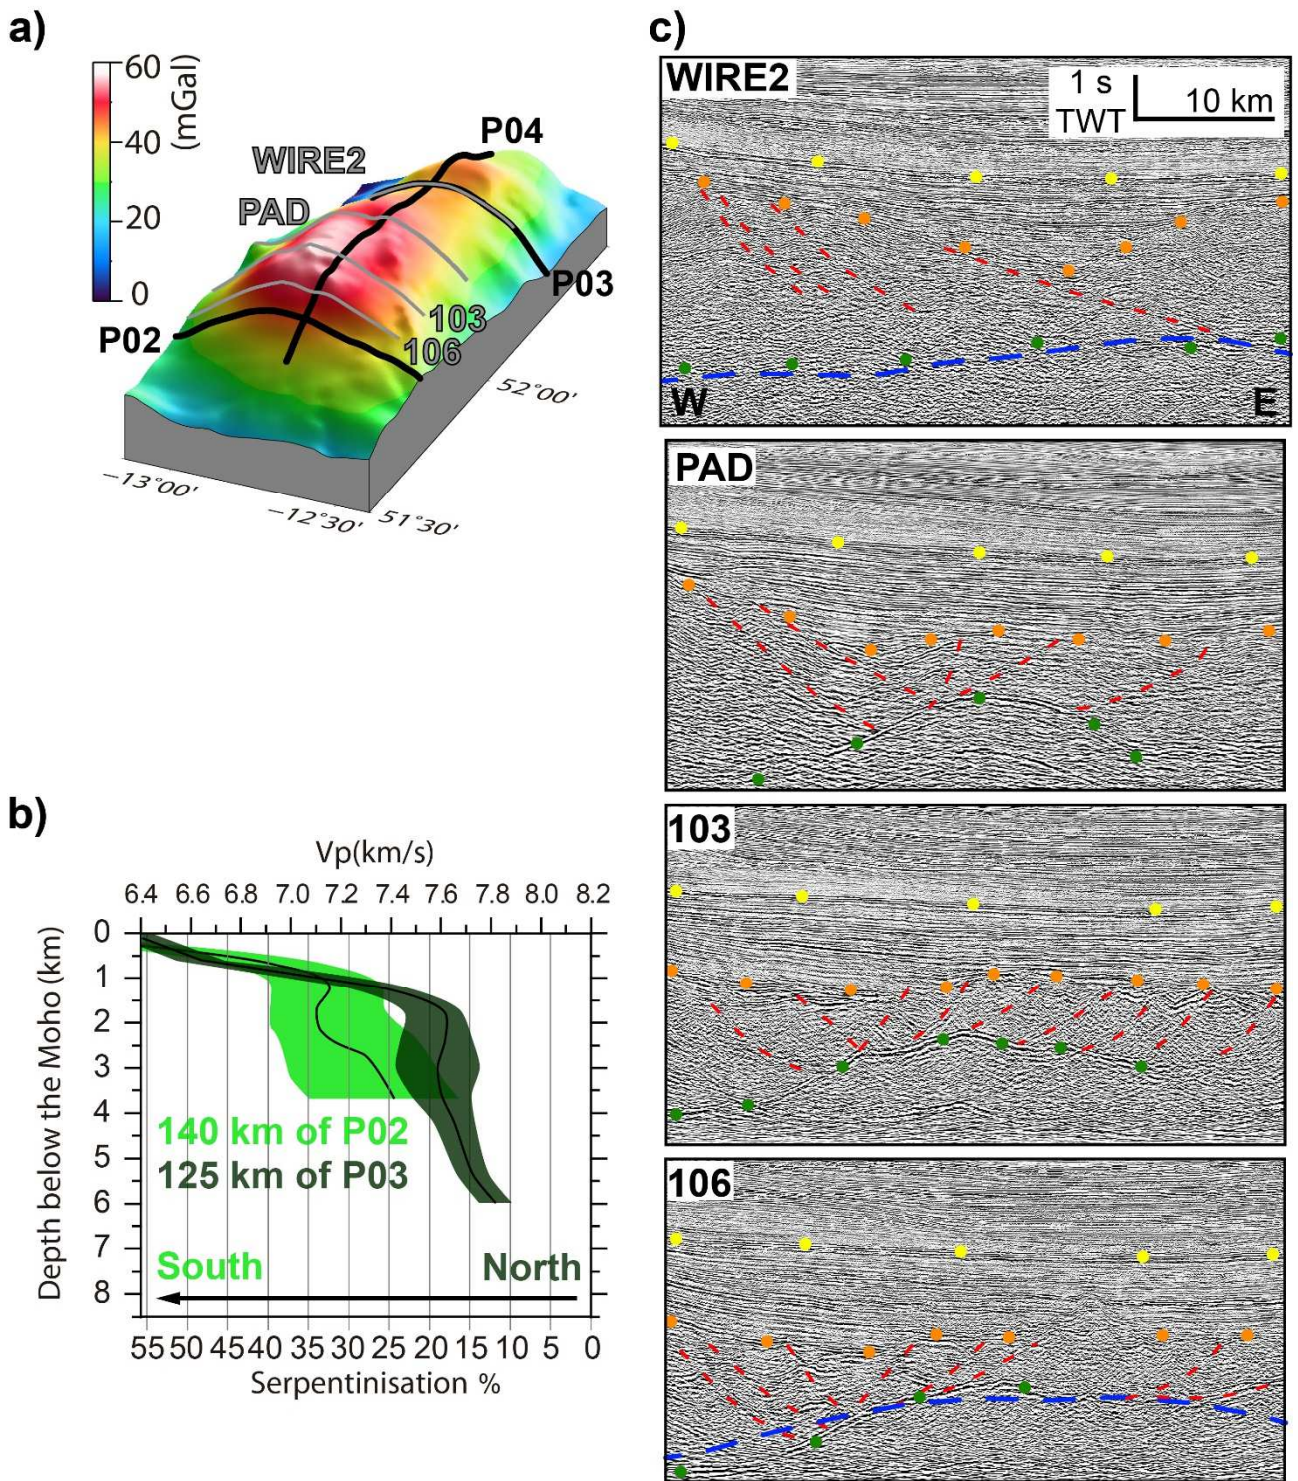 a)
60
40
20
0
(mGal)
P04
WIRE2
PAD
P03
P02
103
106
52°00'
−13°00'
−12°30'
51°30'
b)
Vp(km/s)
6.4 6.6 6.8 7.0 7.2 7.4 7.6 7.8 8.0 8.2
Depth below the Moho (km)
0
1
2
3
4
5
6
7
8
140 km of P02
125 km of P03
South North
55 50 45 40 35 30 25 20 15 10 5 0
Serpentinisation %
c)
WIRE2
1 s
TWT
10 km
W E
PAD
103
106